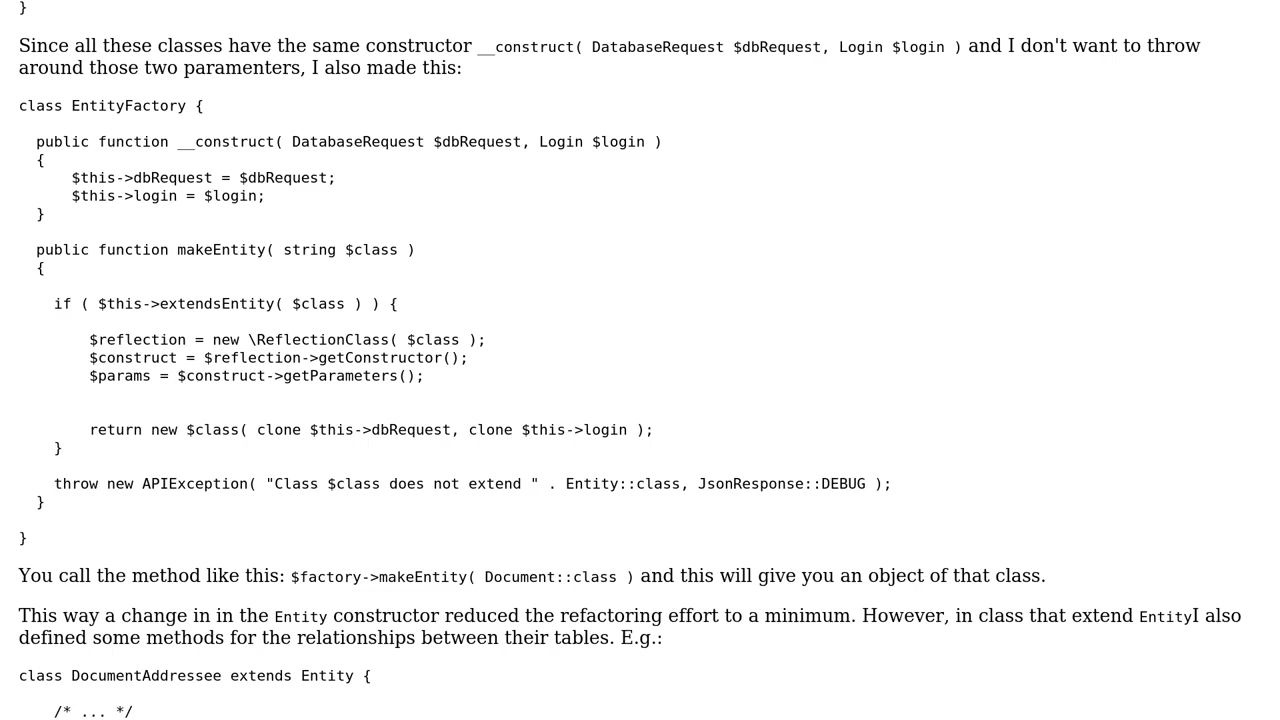 }
Since all these classes have the same constructor __construct( DatabaseRequest $dbRequest, Login $login ) and I don't want to throw
around those two paramenters, I also made this:
class EntityFactory {
  public function __construct( DatabaseRequest $dbRequest, Login $login )
  {
      $this->dbRequest = $dbRequest;
      $this->login = $login;
  }
  public function makeEntity( string $class )
  {
    if ( $this->extendsEntity( $class ) ) {
        $reflection = new \ReflectionClass( $class );
        $construct = $reflection->getConstructor();
        $params = $construct->getParameters();
        return new $class( clone $this->dbRequest, clone $this->login );
    }
    throw new APIException( "Class $class does not extend " . Entity::class, JsonResponse::DEBUG );
  }
}
You call the method like this: $factory->makeEntity( Document::class ) and this will give you an object of that class.
This way a change in in the Entity constructor reduced the refactoring effort to a minimum. However, in class that extend EntityI also
defined some methods for the relationships between their tables. E.g.:
class DocumentAddressee extends Entity {
    /* ... */